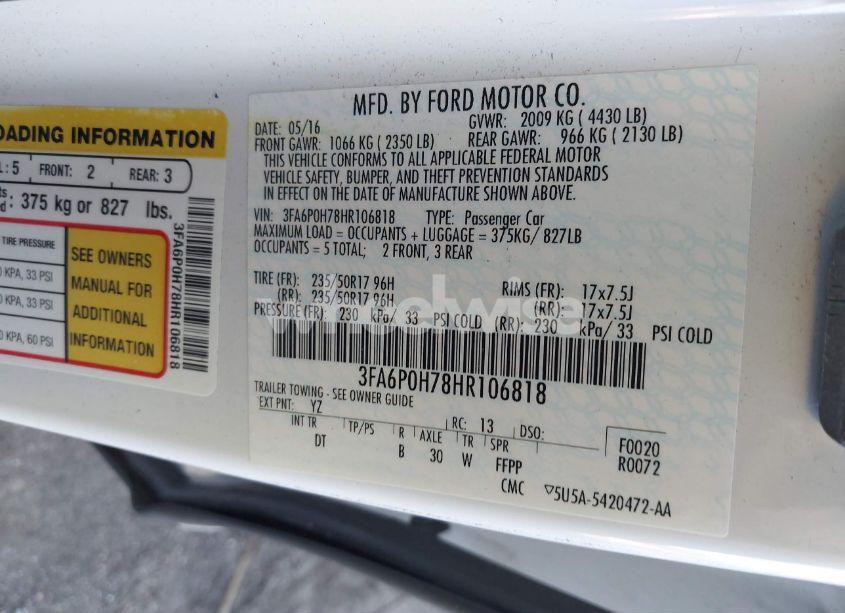 OADING INFORMATION
: 5 FRONT: 2 REAR: 3
375 kg or 827 lbs.
TIRE PRESSURE
KPA, 33 PSI
KPA, 33 PSI
KPA, 60 PSI
SEE OWNERS
MANUAL FOR
ADDITIONAL
INFORMATION
3FA6P0H78HR106818
MFD. BY FORD MOTOR CO.
DATE: 05/16 GVWR: 2009 KG ( 4430 LB)
FRONT GAWR: 1066 KG ( 2350 LB) REAR GAWR: 966 KG ( 2130 LB)
THIS VEHICLE CONFORMS TO ALL APPLICABLE FEDERAL MOTOR
VEHICLE SAFETY, BUMPER, AND THEFT PREVENTION STANDARDS
IN EFFECT ON THE DATE OF MANUFACTURE SHOWN ABOVE.
VIN: 3FA6P0H78HR106818 TYPE: Passenger Car
MAXIMUM LOAD = OCCUPANTS + LUGGAGE = 375KG/ 827LB
OCCUPANTS = 5 TOTAL; 2 FRONT, 3 REAR
TIRE (FR): 235/50R17 96H RIMS (FR): 17x7.5J
(RR): 235/50R17 96H (RR): 17x7.5J
PRESSURE (FR): 230 kPa/ 33 PSI COLD (RR): 230 kPa/ 33 PSI COLD
wheelwise
3FA6P0H78HR106818
TRAILER TOWING - SEE OWNER GUIDE
EXT PNT: YZ RC: 13 DSO: F0020
INT TR TP/PS R AXLE TR SPR R0072
DT B 30 W FFPP
CMC ▽5U5A-5420472-AA